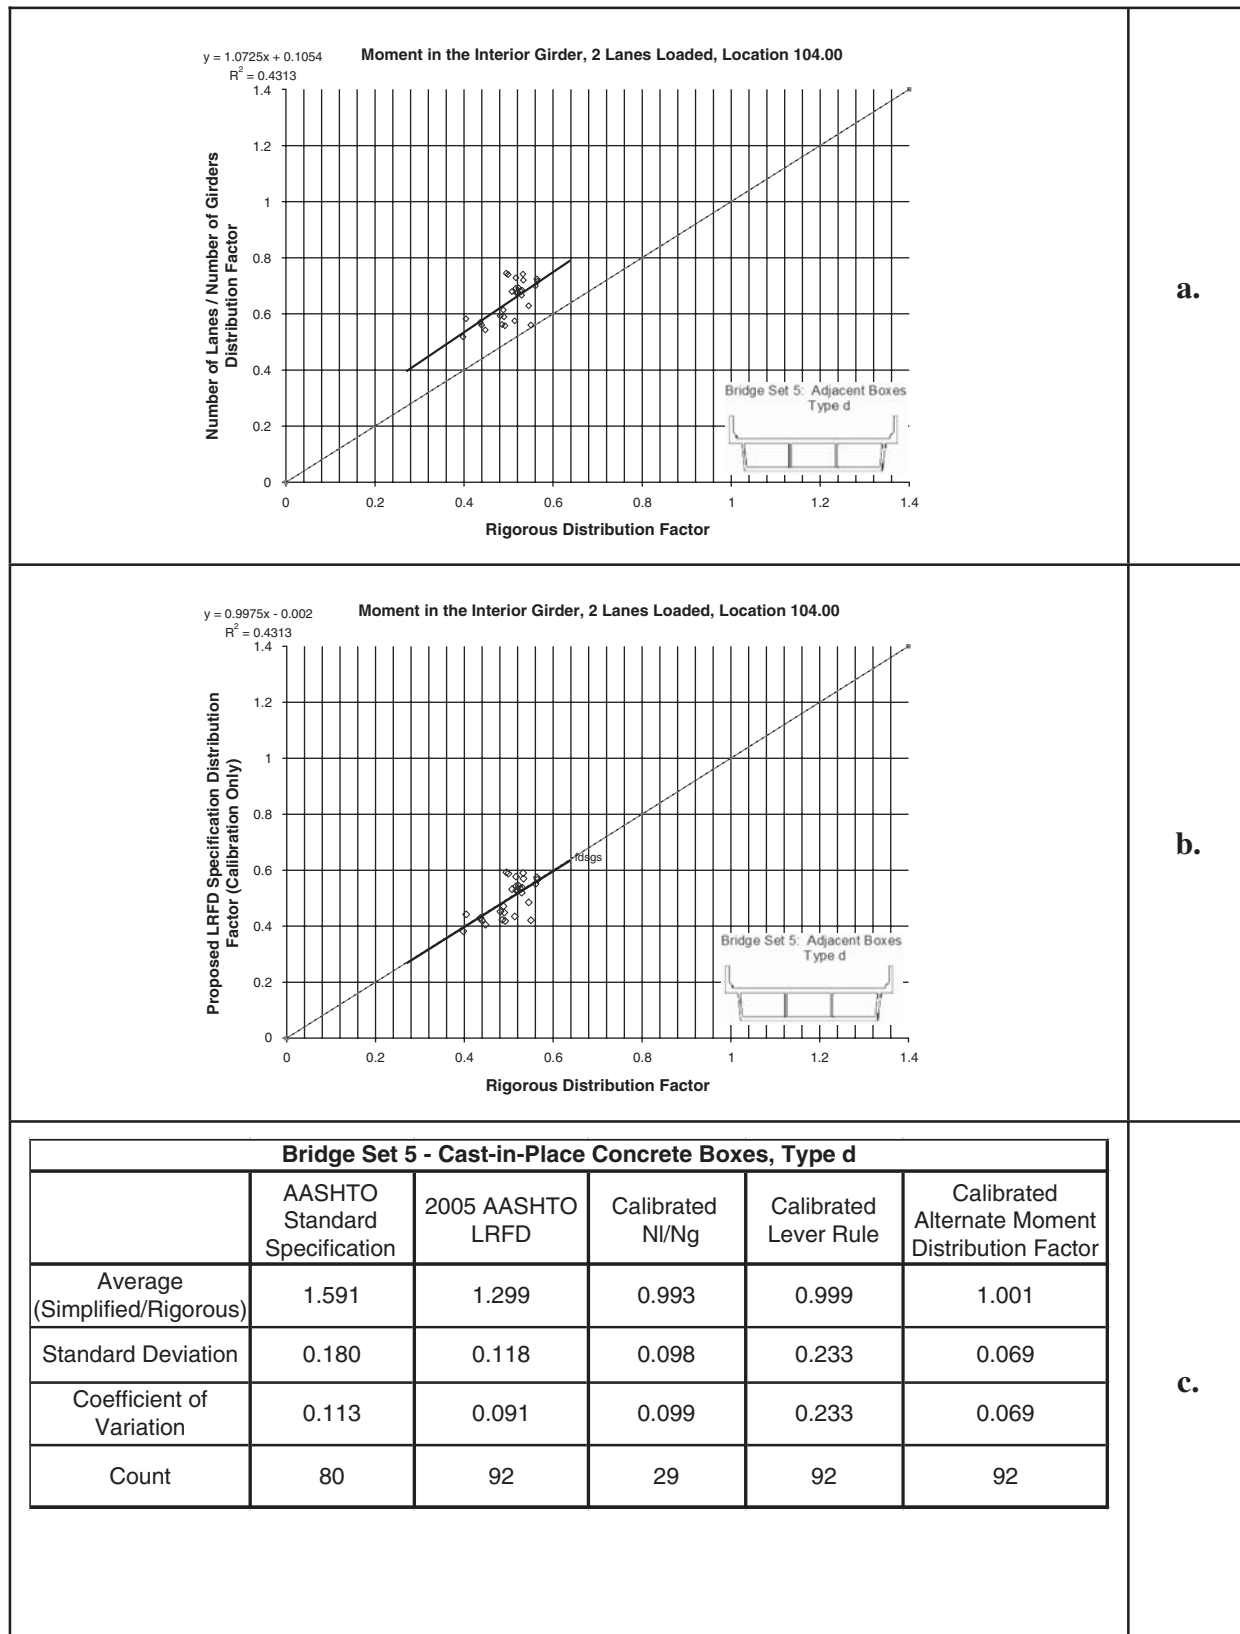 y = 1.0725x + 0.1054
R² = 0.4313
Moment in the Interior Girder, 2 Lanes Loaded, Location 104.00
Number of Lanes / Number of Girders
Distribution Factor
1.4
1.2
1
0.8
0.6
0.4
0.2
0
0 0.2 0.4 0.6 0.8 1 1.2 1.4
Rigorous Distribution Factor
Bridge Set 5: Adjacent Boxes
Type d
a.
y = 0.9975x - 0.002
R² = 0.4313
Moment in the Interior Girder, 2 Lanes Loaded, Location 104.00
Proposed LRFD Specification Distribution
Factor (Calibration Only)
1.4
1.2
1
0.8
0.6
0.4
0.2
0
0 0.2 0.4 0.6 0.8 1 1.2 1.4
Rigorous Distribution Factor
fdsgs
Bridge Set 5: Adjacent Boxes
Type d
b.
Bridge Set 5 - Cast-in-Place Concrete Boxes, Type d
AASHTO
Standard
Specification
2005 AASHTO
LRFD
Calibrated
Nl/Ng
Calibrated
Lever Rule
Calibrated
Alternate Moment
Distribution Factor
Average
(Simplified/Rigorous)
1.591 1.299 0.993 0.999 1.001
Standard Deviation 0.180 0.118 0.098 0.233 0.069
Coefficient of
Variation
0.113 0.091 0.099 0.233 0.069
Count 80 92 29 92 92
c.